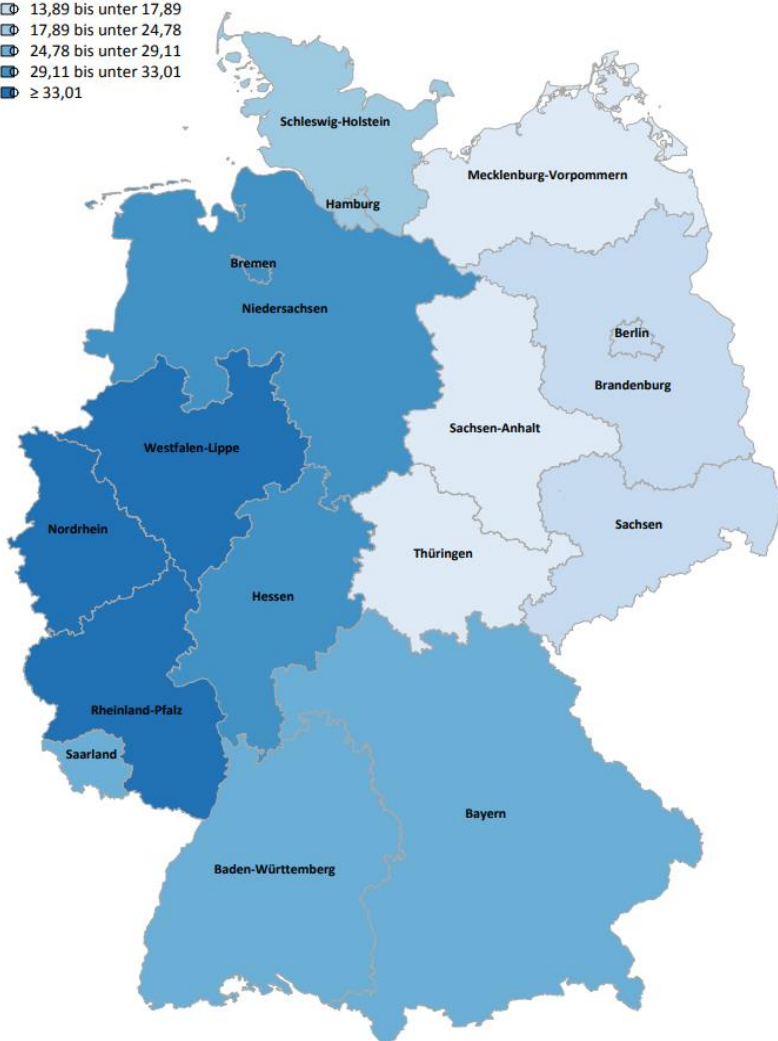 13,89 bis unter 17,89
17,89 bis unter 24,78
24,78 bis unter 29,11
29,11 bis unter 33,01
≥ 33,01
Schleswig-Holstein
Mecklenburg-Vorpommern
Hamburg
Bremen
Niedersachsen
Berlin
Brandenburg
Sachsen-Anhalt
Westfalen-Lippe
Sachsen
Nordrhein
Thüringen
Hessen
Rheinland-Pfalz
Saarland
Bayern
Baden-Württemberg